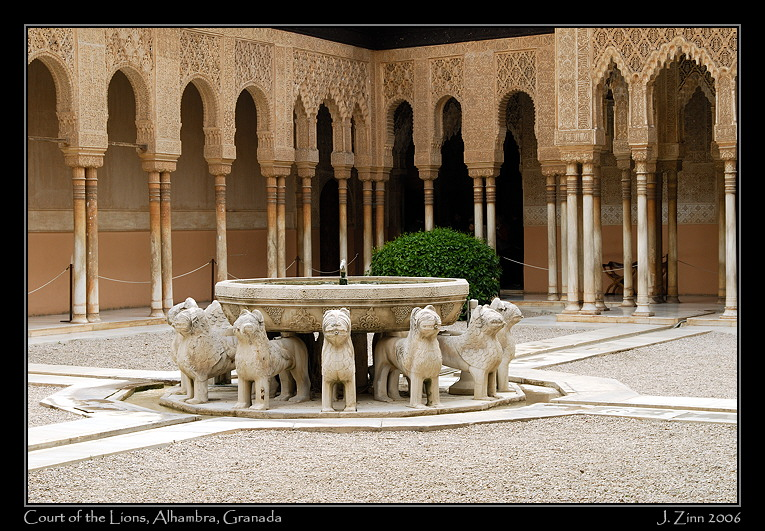 Court of the Lions, Alhambra, Granada
J. Zinn 2006